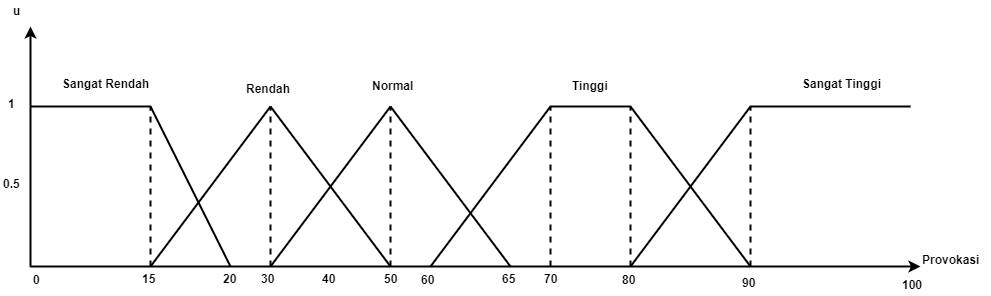 u
Sangat Rendah
Rendah
Normal
Tinggi
Sangat Tinggi
1
0.5
Provokasi
0 15 20 30 40 50 60 65 70 80 90 100